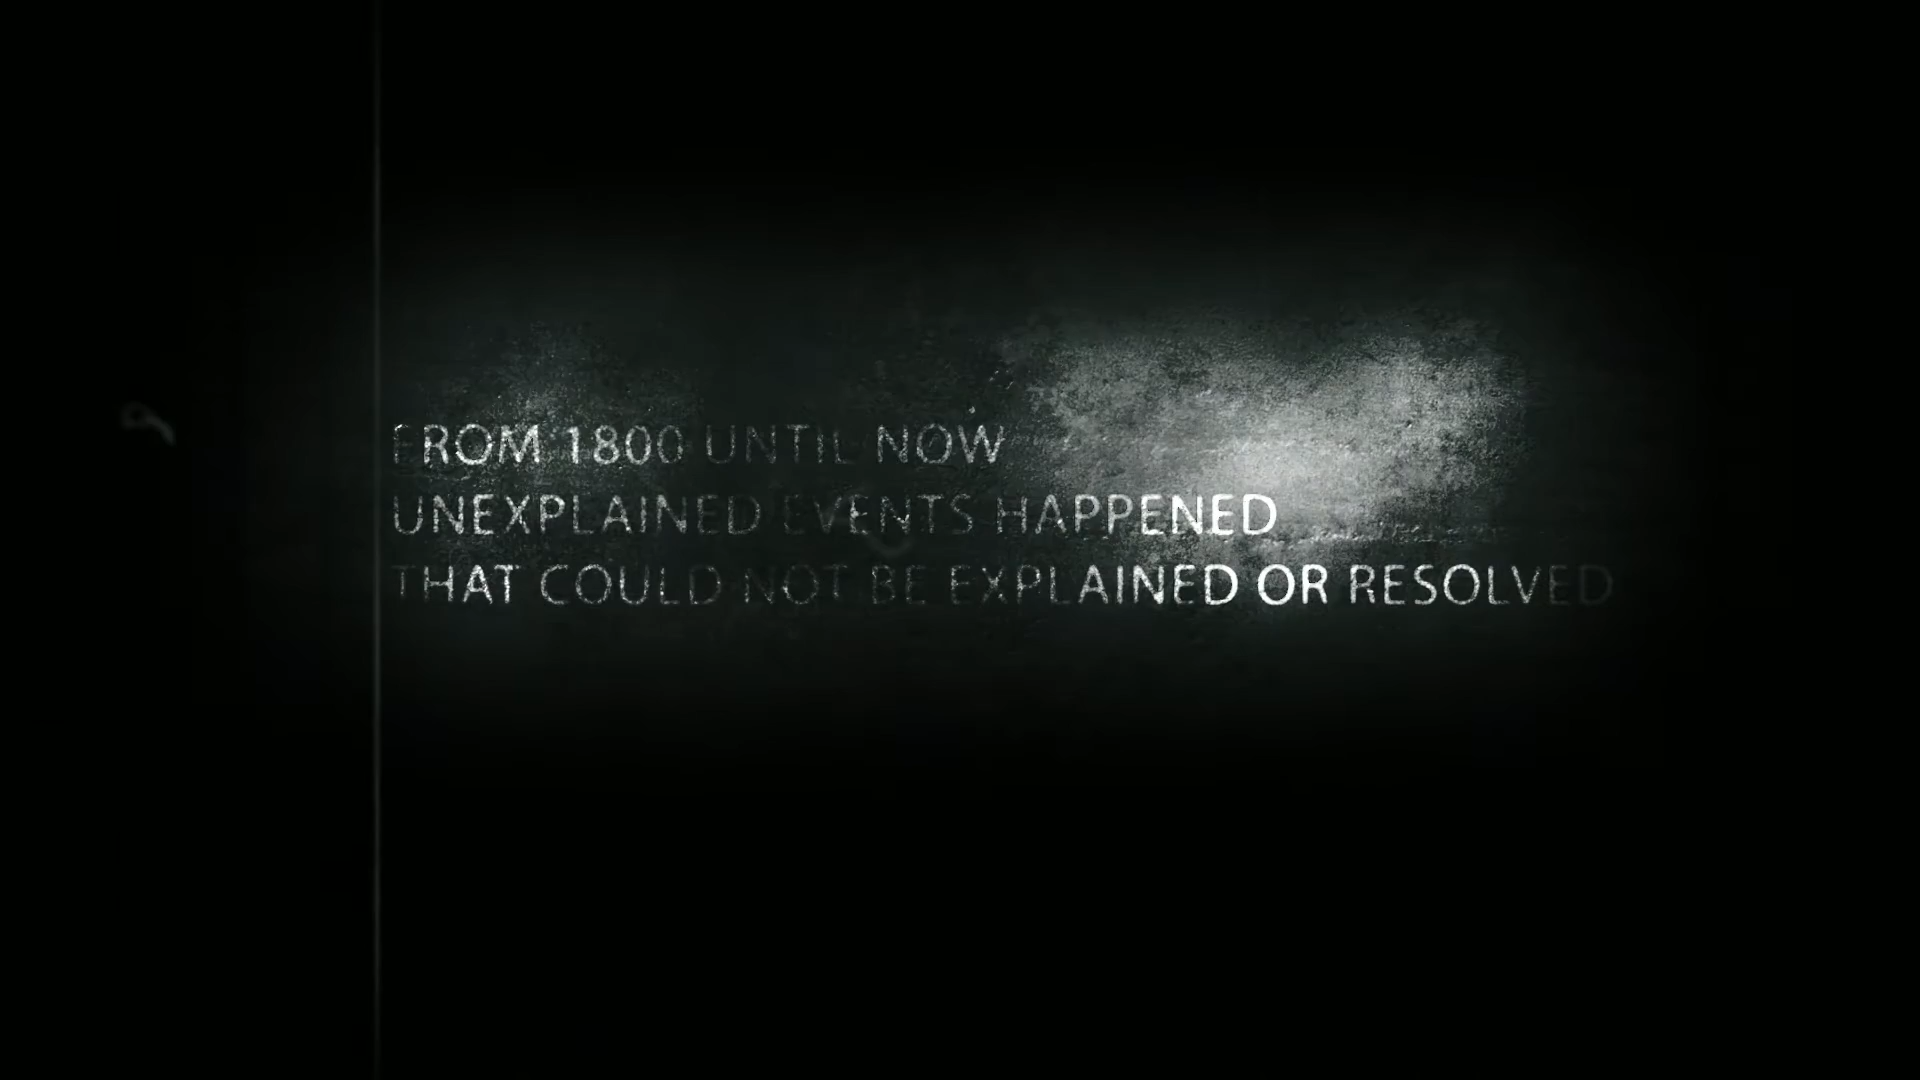 FROM 1800 UNTIL NOW
UNEXPLAINED EVENTS HAPPENED
THAT COULD NOT BE EXPLAINED OR RESOLVED